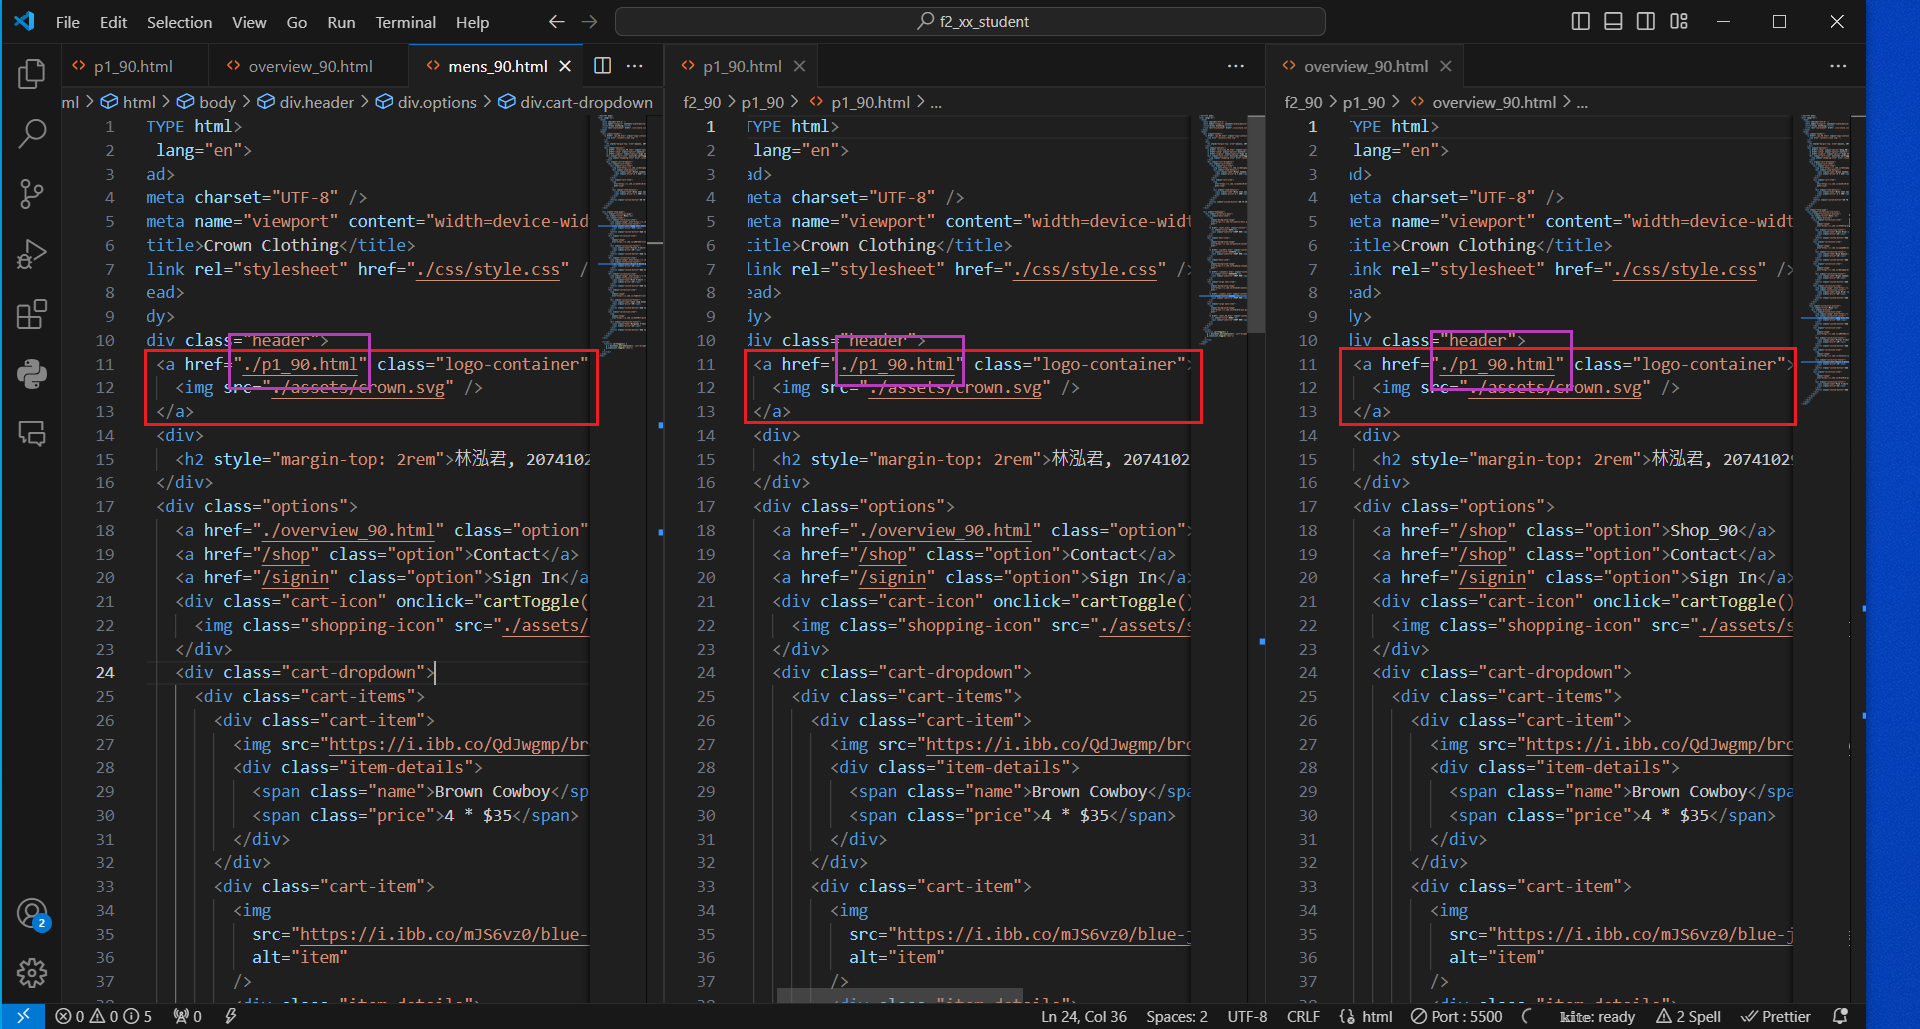 File Edit Selection View Go Run Terminal Help
f2_xx_student
p1_90.html overview_90.html mens_90.html
ml > html > body > div.header > div.options > div.cart-dropdown
1 TYPE html>
2 lang="en">
3 ad>
4 meta charset="UTF-8" />
5 meta name="viewport" content="width=device-wid
6 title>Crown Clothing</title>
7 link rel="stylesheet" href="./css/style.css" /
8 ead>
9 dy>
10 div class="header">
11 <a href="./p1_90.html" class="logo-container"
12 <img src="./assets/crown.svg" />
13 </a>
14 <div>
15 <h2 style="margin-top: 2rem">林泓君, 2074102
16 </div>
17 <div class="options">
18 <a href="./overview_90.html" class="option"
19 <a href="/shop" class="option">Contact</a>
20 <a href="/signin" class="option">Sign In</a
21 <div class="cart-icon" onclick="cartToggle(
22 <img class="shopping-icon" src="./assets/
23 </div>
24 <div class="cart-dropdown">
25 <div class="cart-items">
26 <div class="cart-item">
27 <img src="https://i.ibb.co/QdJwgmp/br
28 <div class="item-details">
29 <span class="name">Brown Cowboy</sp
30 <span class="price">4 * $35</span>
31 </div>
32 </div>
33 <div class="cart-item">
34 <img
35 src="https://i.ibb.co/mJS6vz0/blue-
36 alt="item"
37 />
p1_90.html
f2_90 > p1_90 > p1_90.html > ...
1 TYPE html>
2 lang="en">
3 ad>
4 meta charset="UTF-8" />
5 meta name="viewport" content="width=device-widt
6 title>Crown Clothing</title>
7 link rel="stylesheet" href="./css/style.css" />
8 ead>
9 dy>
10 div class="header">
11 <a href="./p1_90.html" class="logo-container">
12 <img src="./assets/crown.svg" />
13 </a>
14 <div>
15 <h2 style="margin-top: 2rem">林泓君, 2074102
16 </div>
17 <div class="options">
18 <a href="./overview_90.html" class="option">
19 <a href="/shop" class="option">Contact</a>
20 <a href="/signin" class="option">Sign In</a>
21 <div class="cart-icon" onclick="cartToggle()
22 <img class="shopping-icon" src="./assets/s
23 </div>
24 <div class="cart-dropdown">
25 <div class="cart-items">
26 <div class="cart-item">
27 <img src="https://i.ibb.co/QdJwgmp/bro
28 <div class="item-details">
29 <span class="name">Brown Cowboy</spa
30 <span class="price">4 * $35</span>
31 </div>
32 </div>
33 <div class="cart-item">
34 <img
35 src="https://i.ibb.co/mJS6vz0/blue-j
36 alt="item"
37 />
overview_90.html
f2_90 > p1_90 > overview_90.html > ...
1 TYPE html>
2 lang="en">
3 ad>
4 meta charset="UTF-8" />
5 meta name="viewport" content="width=device-widt
6 title>Crown Clothing</title>
7 link rel="stylesheet" href="./css/style.css" />
8 ead>
9 dy>
10 div class="header">
11 <a href="./p1_90.html" class="logo-container">
12 <img src="./assets/crown.svg" />
13 </a>
14 <div>
15 <h2 style="margin-top: 2rem">林泓君, 20741029
16 </div>
17 <div class="options">
18 <a href="/shop" class="option">Shop_90</a>
19 <a href="/shop" class="option">Contact</a>
20 <a href="/signin" class="option">Sign In</a>
21 <div class="cart-icon" onclick="cartToggle()
22 <img class="shopping-icon" src="./assets/s
23 </div>
24 <div class="cart-dropdown">
25 <div class="cart-items">
26 <div class="cart-item">
27 <img src="https://i.ibb.co/QdJwgmp/bro
28 <div class="item-details">
29 <span class="name">Brown Cowboy</spa
30 <span class="price">4 * $35</span>
31 </div>
32 </div>
33 <div class="cart-item">
34 <img
35 src="https://i.ibb.co/mJS6vz0/blue-j
36 alt="item"
37 />
2
0 0 5 0 Ln 24, Col 36 Spaces: 2 UTF-8 CRLF html Port : 5500 kite: ready 2 Spell Prettier